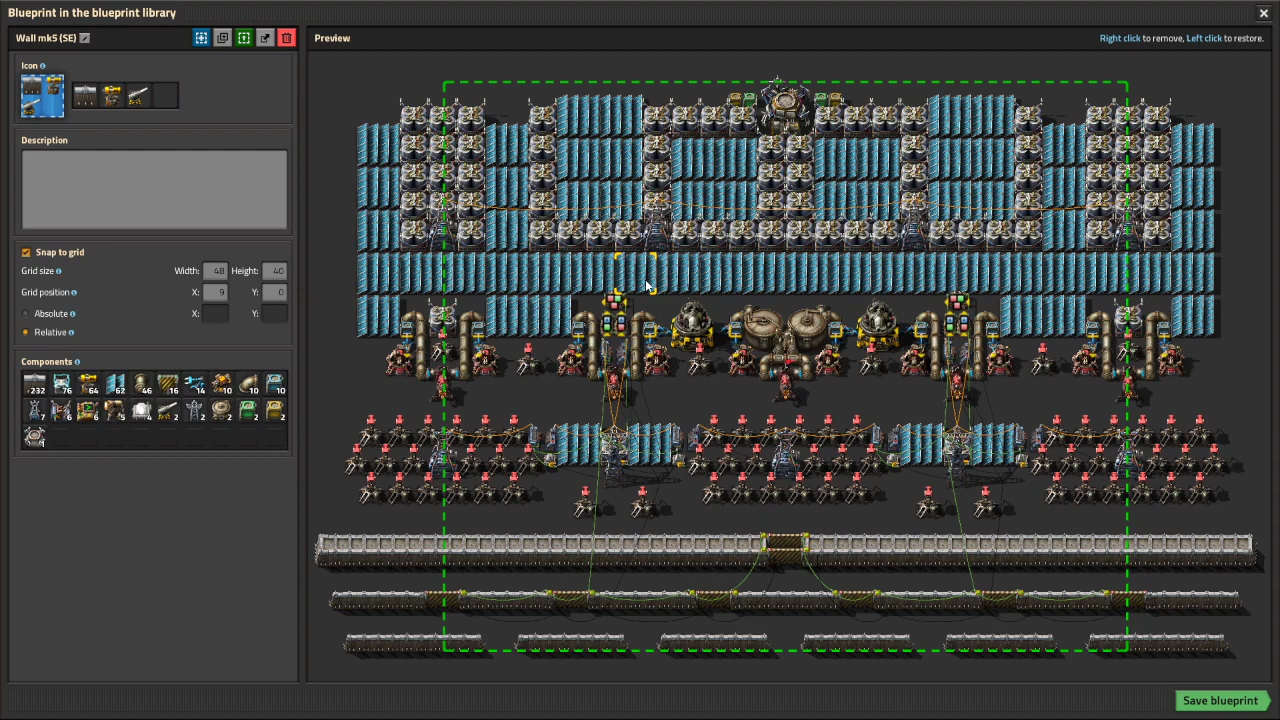 Blueprint in the blueprint library
Wall mk5 (SE)
Preview
Right click to remove, Left click to restore.
Icon
Description
Snap to grid
Grid size
Width: 48 Height: 40
Grid position
X: 9 Y: 0
Absolute
X: Y:
Relative
Components
232 76 64 62 46 16 14 10 10 10
7 6 6 5 4 2 2 2 2 2
1
Save blueprint